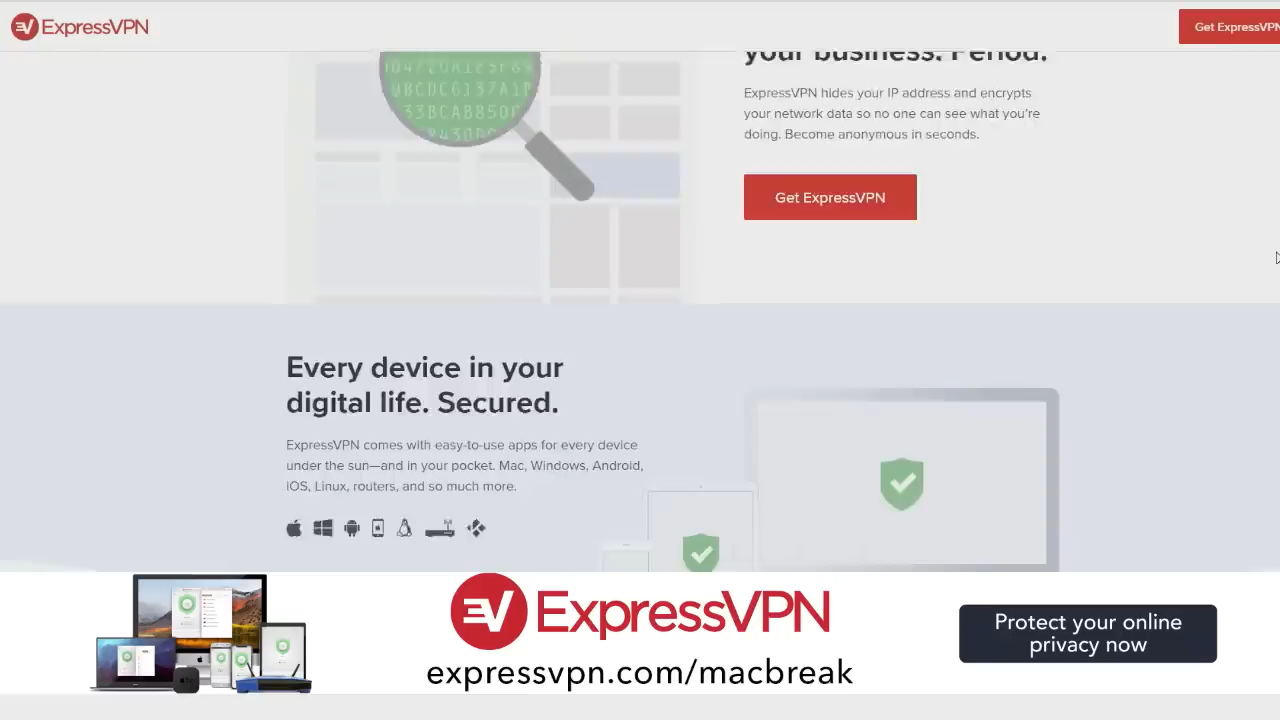 ExpressVPN
Get ExpressVPN
your business. Period.
ExpressVPN hides your IP address and encrypts
your network data so no one can see what you're
doing. Become anonymous in seconds.
Get ExpressVPN
Every device in your
digital life. Secured.
ExpressVPN comes with easy-to-use apps for every device
under the sun—and in your pocket. Mac, Windows, Android,
iOS, Linux, routers, and so much more.
ExpressVPN
expressvpn.com/macbreak
Protect your online
privacy now